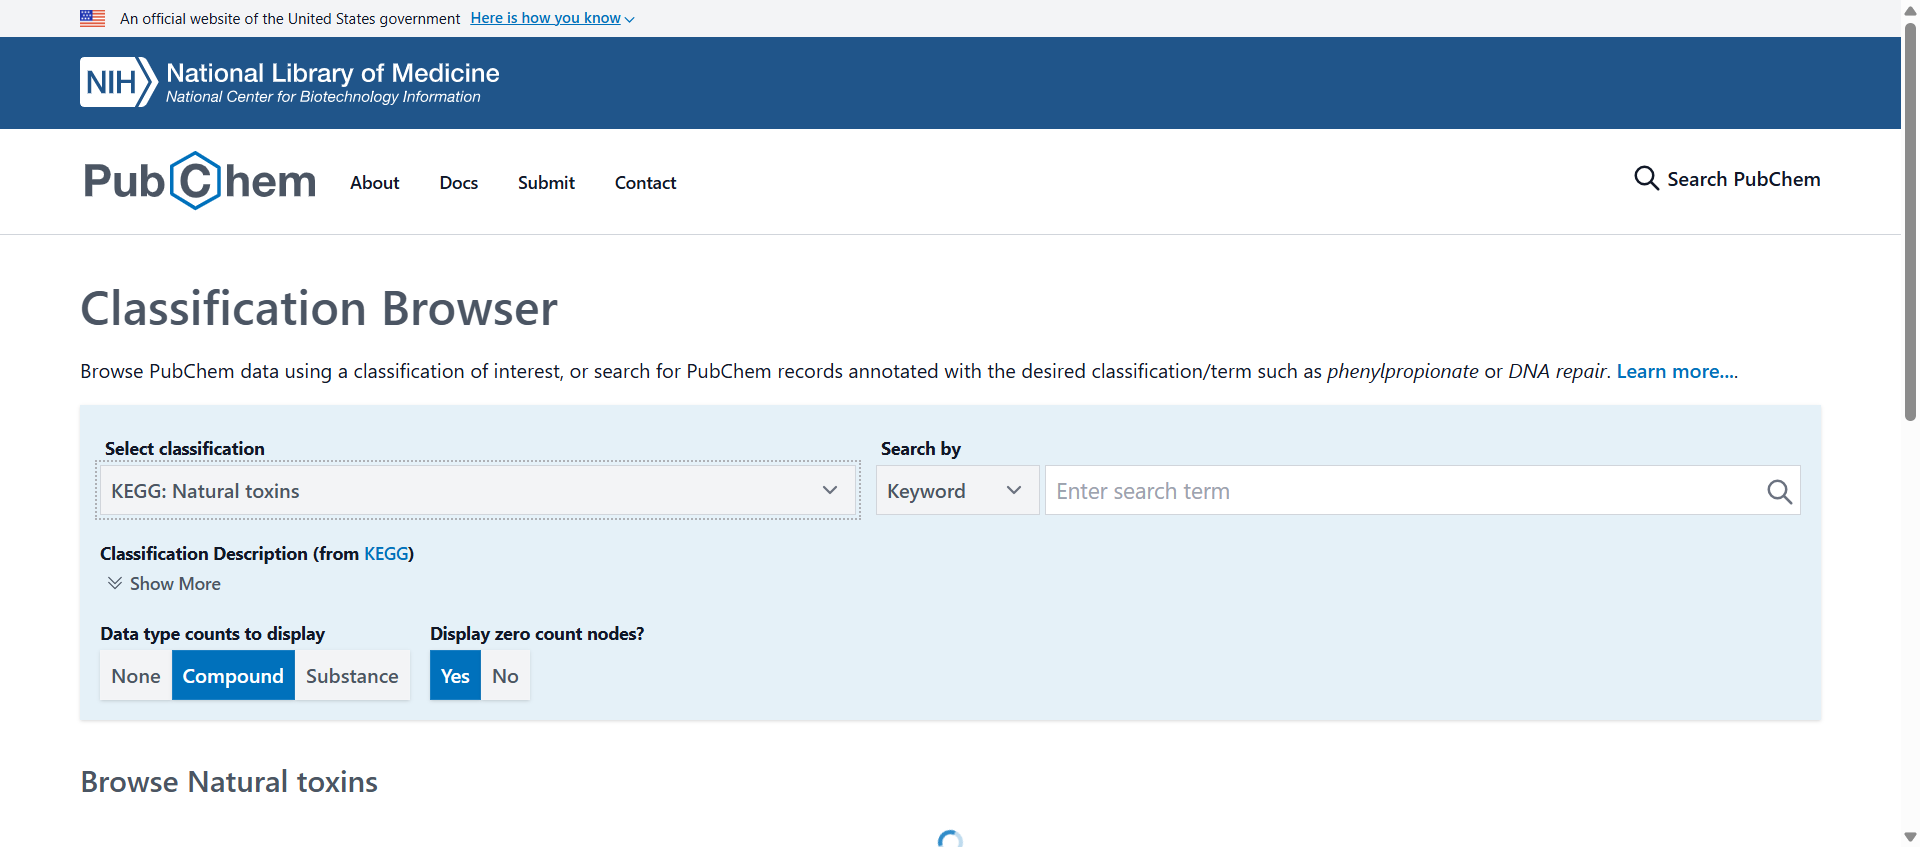 An official website of the United States government Here is how you know
NIH National Library of Medicine
National Center for Biotechnology Information
PubChem About Docs Submit Contact Search PubChem
Classification Browser
Browse PubChem data using a classification of interest, or search for PubChem records annotated with the desired classification/term such as phenylpropionate or DNA repair. Learn more....
Select classification Search by
KEGG: Natural toxins Keyword Enter search term
Classification Description (from KEGG)
Show More
Data type counts to display Display zero count nodes?
None Compound Substance Yes No
Browse Natural toxins